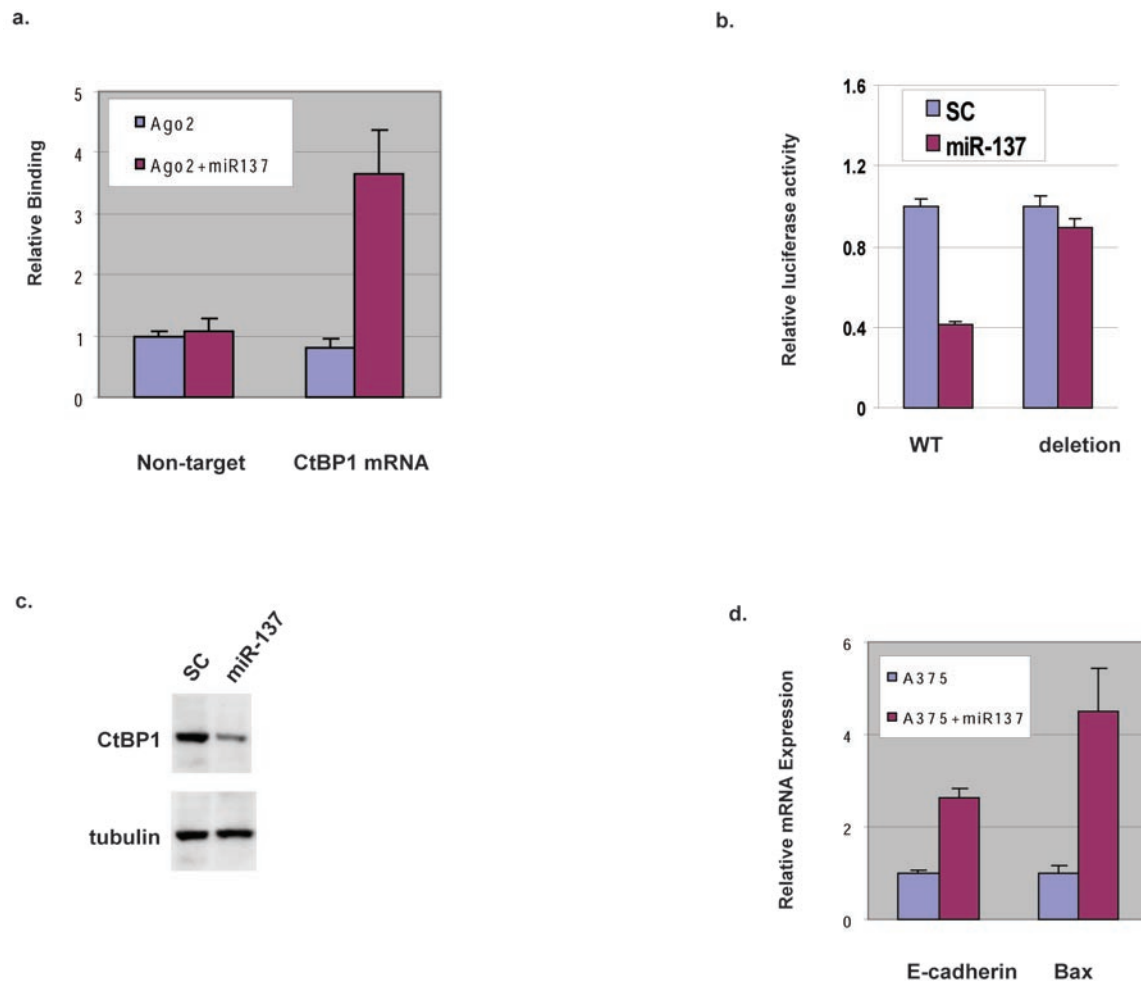 a.
5
4
3
2
1
0
Relative Binding
Ago2
Ago2+miR137
Non-target
CtBP1 mRNA
b.
1.6
1.2
0.8
0.4
0
Relative luciferase activity
SC
miR-137
WT
deletion
c.
SC
miR-137
CtBP1
tubulin
d.
6
4
2
0
Relative mRNA Expression
A375
A375+miR137
E-cadherin
Bax